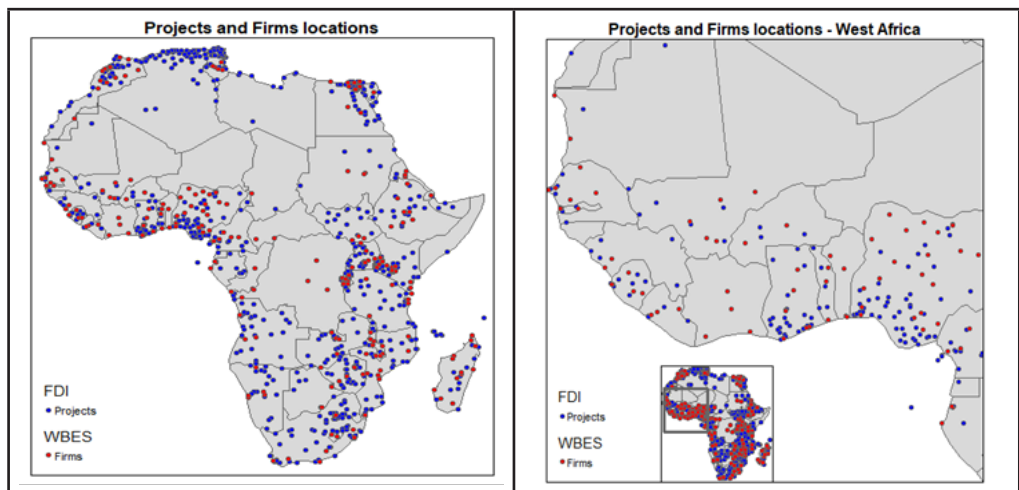 Projects and Firms locations
FDI
Projects
WBES
Firms
Projects and Firms locations - West Africa
FDI
Projects
WBES
Firms